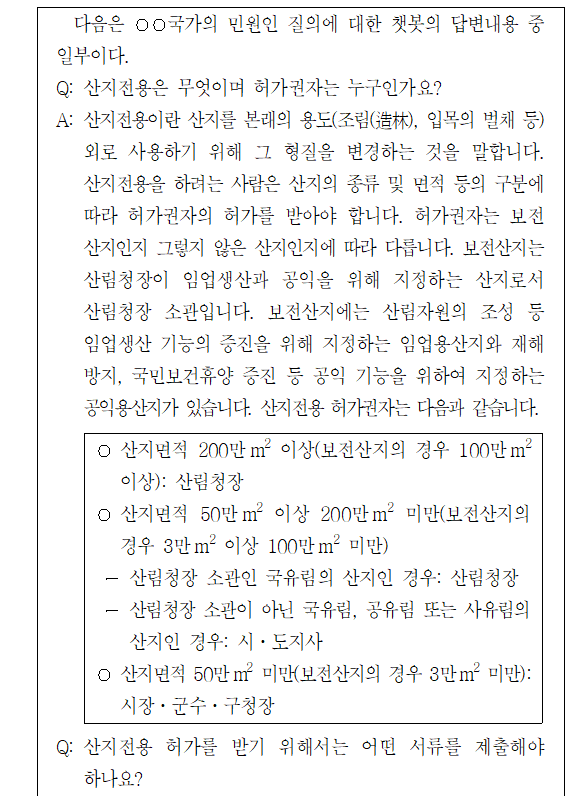 다음은 ○○국가의 민원인 질의에 대한 챗봇의 답변내용 중
일부이다.
Q: 산지전용은 무엇이며 허가권자는 누구인가요?
A: 산지전용이란 산지를 본래의 용도(조림(造林), 입목의 벌채 등)
외로 사용하기 위해 그 형질을 변경하는 것을 말합니다.
산지전용을 하려는 사람은 산지의 종류 및 면적 등의 구분에
따라 허가권자의 허가를 받아야 합니다. 허가권자는 보전
산지인지 그렇지 않은 산지인지에 따라 다릅니다. 보전산지는
산림청장이 임업생산과 공익을 위해 지정하는 산지로서
산림청장 소관입니다. 보전산지에는 산림자원의 조성 등
임업생산 기능의 증진을 위해 지정하는 임업용산지와 재해
방지, 국민보건휴양 증진 등 공익 기능을 위하여 지정하는
공익용산지가 있습니다. 산지전용 허가권자는 다음과 같습니다.
○ 산지면적 200만m² 이상(보전산지의 경우 100만m²
이상): 산림청장
○ 산지면적 50만m² 이상 200만m² 미만(보전산지의
경우 3만m² 이상 100만m² 미만)
- 산림청장 소관인 국유림의 산지인 경우: 산림청장
- 산림청장 소관이 아닌 국유림, 공유림 또는 사유림의
산지인 경우: 시・도지사
○ 산지면적 50만m² 미만(보전산지의 경우 3만m² 미만):
시장・군수・구청장
Q: 산지전용 허가를 받기 위해서는 어떤 서류를 제출해야
하나요?